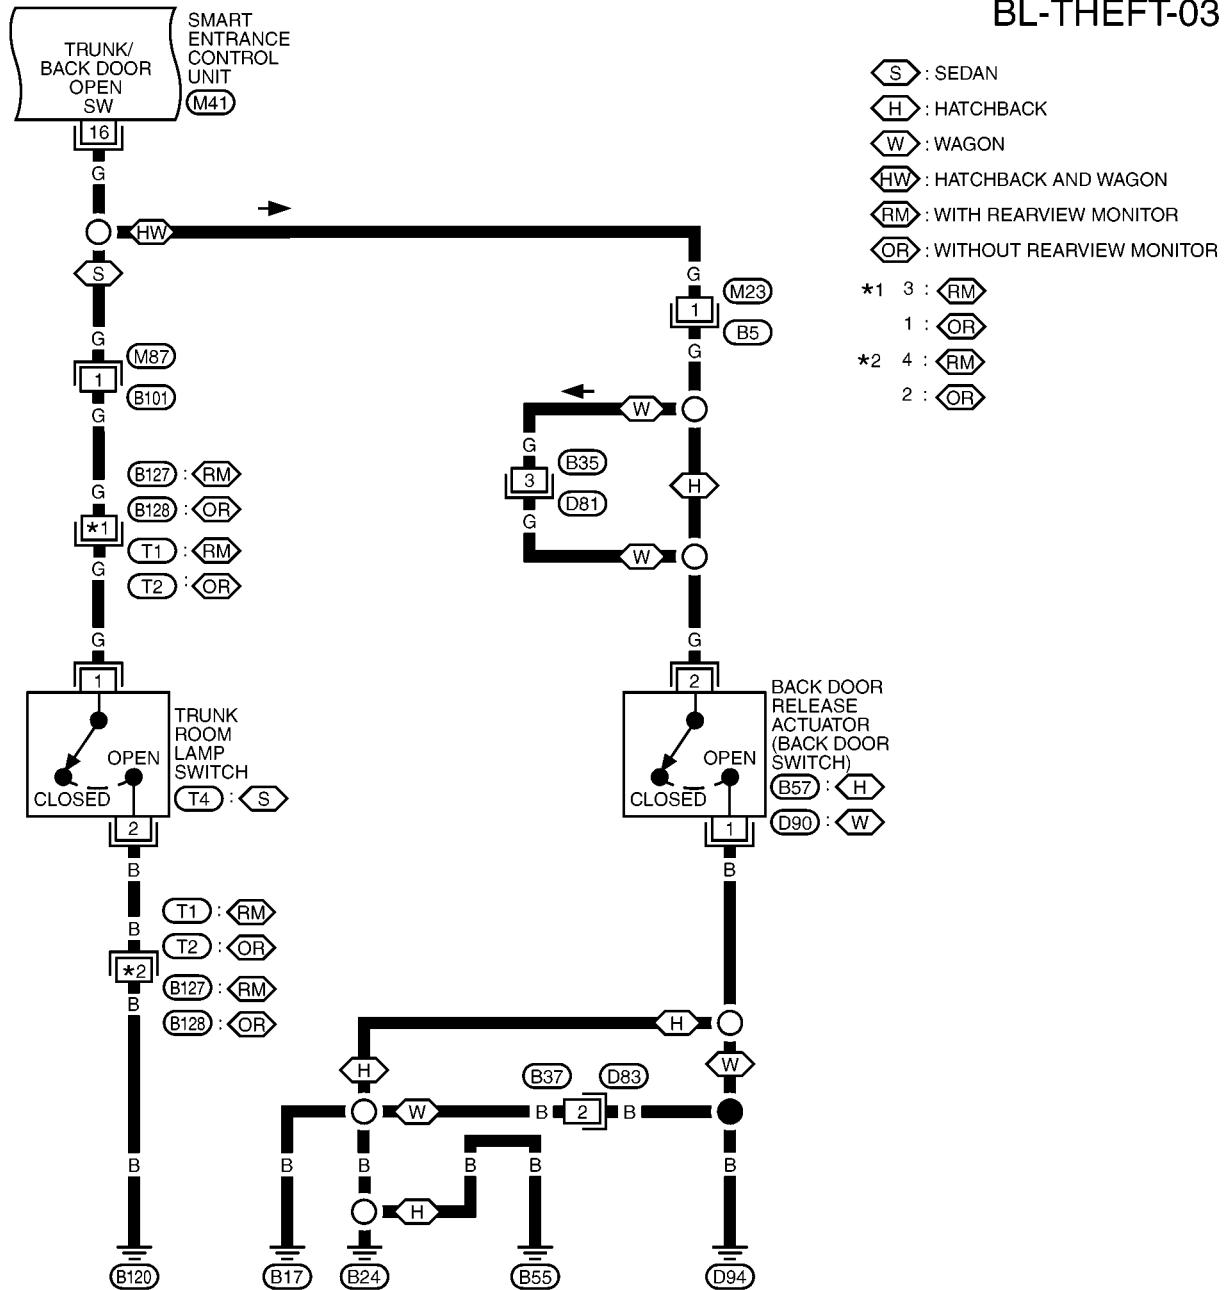 BL-THEFT-03
TRUNK/
BACK DOOR
OPEN
SW
SMART
ENTRANCE
CONTROL
UNIT
M41
16
G
HW
S
G
M87
1
B101
G
B127 : RM
G
B128 : OR
*1
T1 : RM
G
T2 : OR
G
1
OPEN
CLOSED
TRUNK
ROOM
LAMP
SWITCH
T4 : S
2
B
T1 : RM
B
T2 : OR
*2
B127 : RM
B
B128 : OR
B
B120
G
M23
1
B5
G
W
G
B35
3
H
D81
G
W
G
2
OPEN
CLOSED
BACK DOOR
RELEASE
ACTUATOR
(BACK DOOR
SWITCH)
B57 : H
D90 : W
1
B
H
H
W
B37 D83
W B 2 B
B B B B B
H
B17 B24 B55 D94
S : SEDAN
H : HATCHBACK
W : WAGON
HW : HATCHBACK AND WAGON
RM : WITH REARVIEW MONITOR
OR : WITHOUT REARVIEW MONITOR
*1 3 : RM
1 : OR
*2 4 : RM
2 : OR